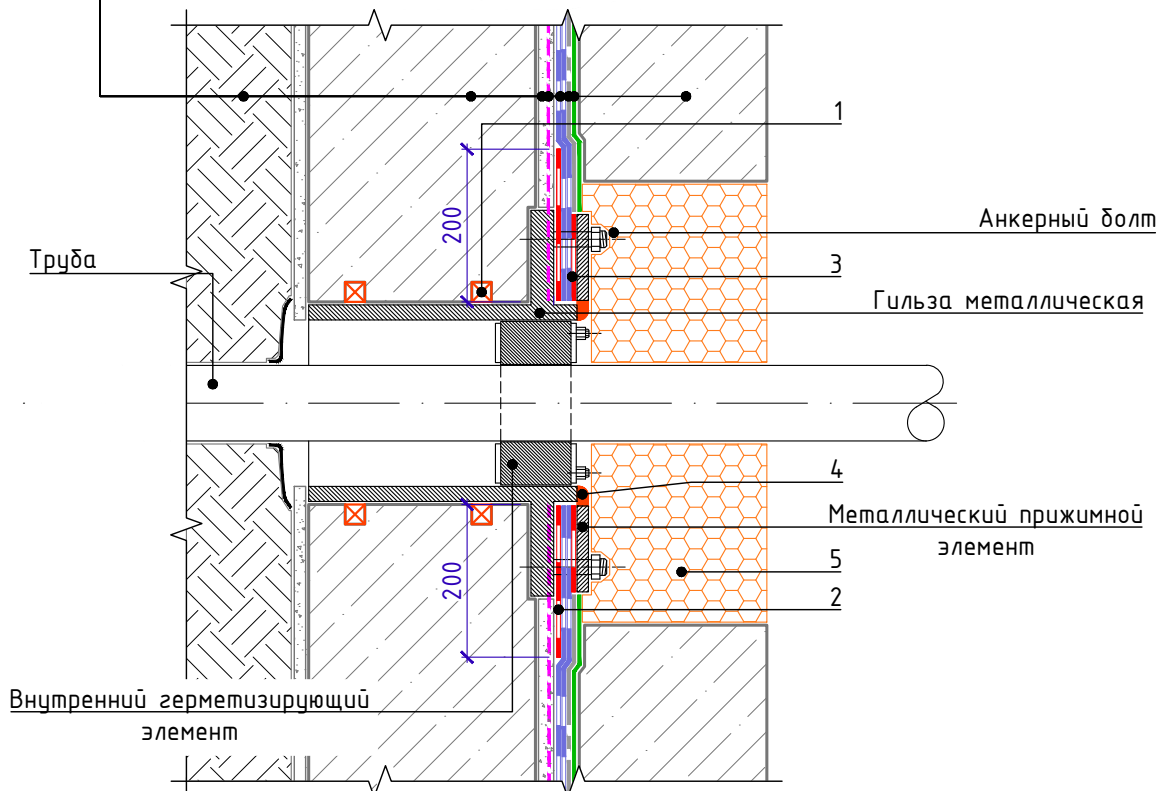 1
200
Анкерный болт
Труба
3
Гильза металлическая
4
Металлический прижимной
элемент
5
200
2
Внутренний герметизирующий
элемент